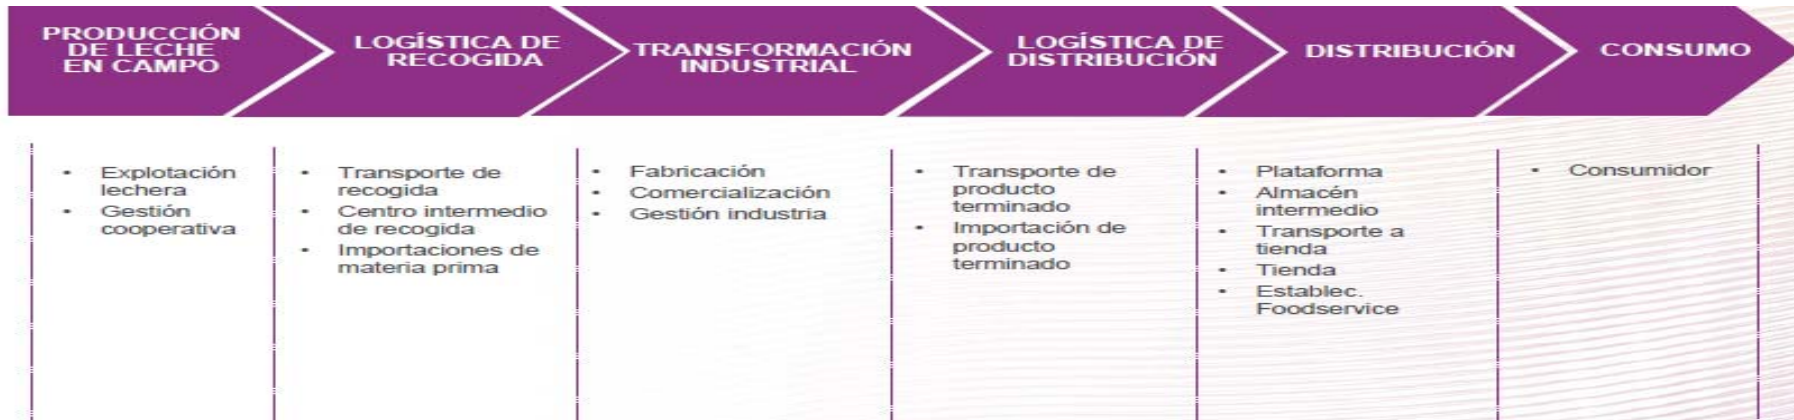 PRODUCCIÓN
DE LECHE
EN CAMPO
LOGÍSTICA DE
RECOGIDA
TRANSFORMACIÓN
INDUSTRIAL
LOGÍSTICA DE
DISTRIBUCIÓN
DISTRIBUCIÓN
CONSUMO
• Explotación
lechera
• Gestión
cooperativa
• Transporte de
recogida
• Centro intermedio
de recogida
• Importaciones de
materia prima
• Fabricación
• Comercialización
• Gestión industria
• Transporte de
producto
terminado
• Importación de
producto
terminado
• Plataforma
• Almacén
intermedio
• Transporte a
tienda
• Tienda
• Establec.
Foodservice
• Consumidor